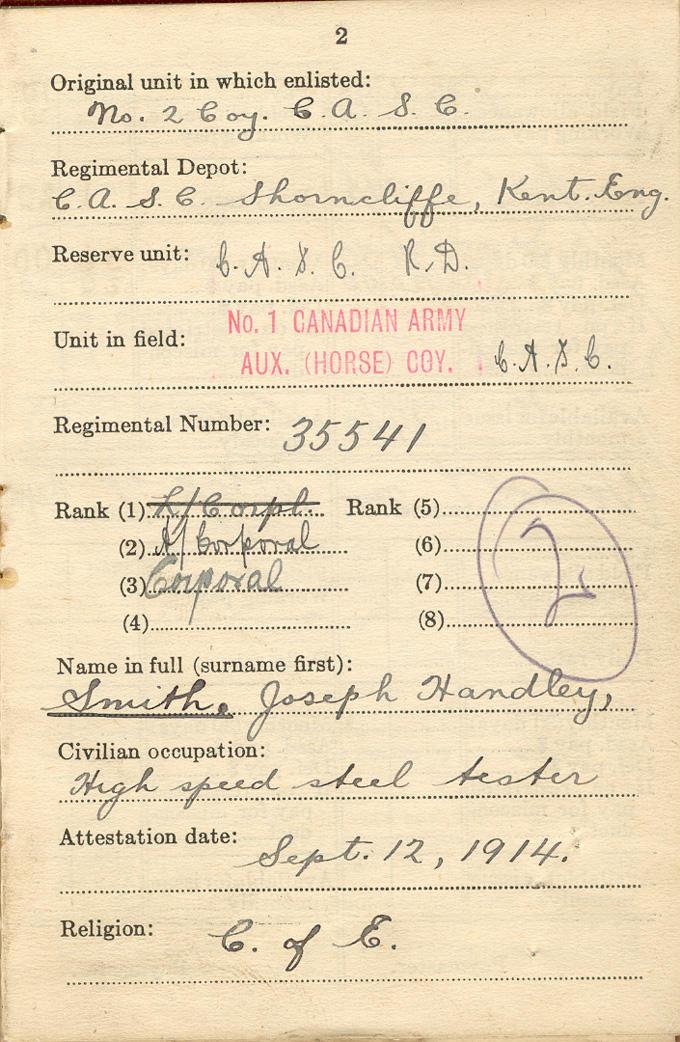 2
Original unit in which enlisted:
No. 2 Coy. C. A. S. C.
Regimental Depot:
C. A. S. C. Shorncliffe, Kent. Eng.
Reserve unit: C. A. S. C. R.D.
No. 1 CANADIAN ARMY
Unit in field:
AUX. (HORSE) COY. C.A.S.C.
Regimental Number: 35541
Rank (1) L/Corpl. Rank (5)
(2) A/Corporal (6)
(3) Corporal (7)
(4) (8)
2
Name in full (surname first):
Smith. Joseph Handley,
Civilian occupation:
High speed steel tester
Attestation date: Sept. 12, 1914.
Religion: C. of E.